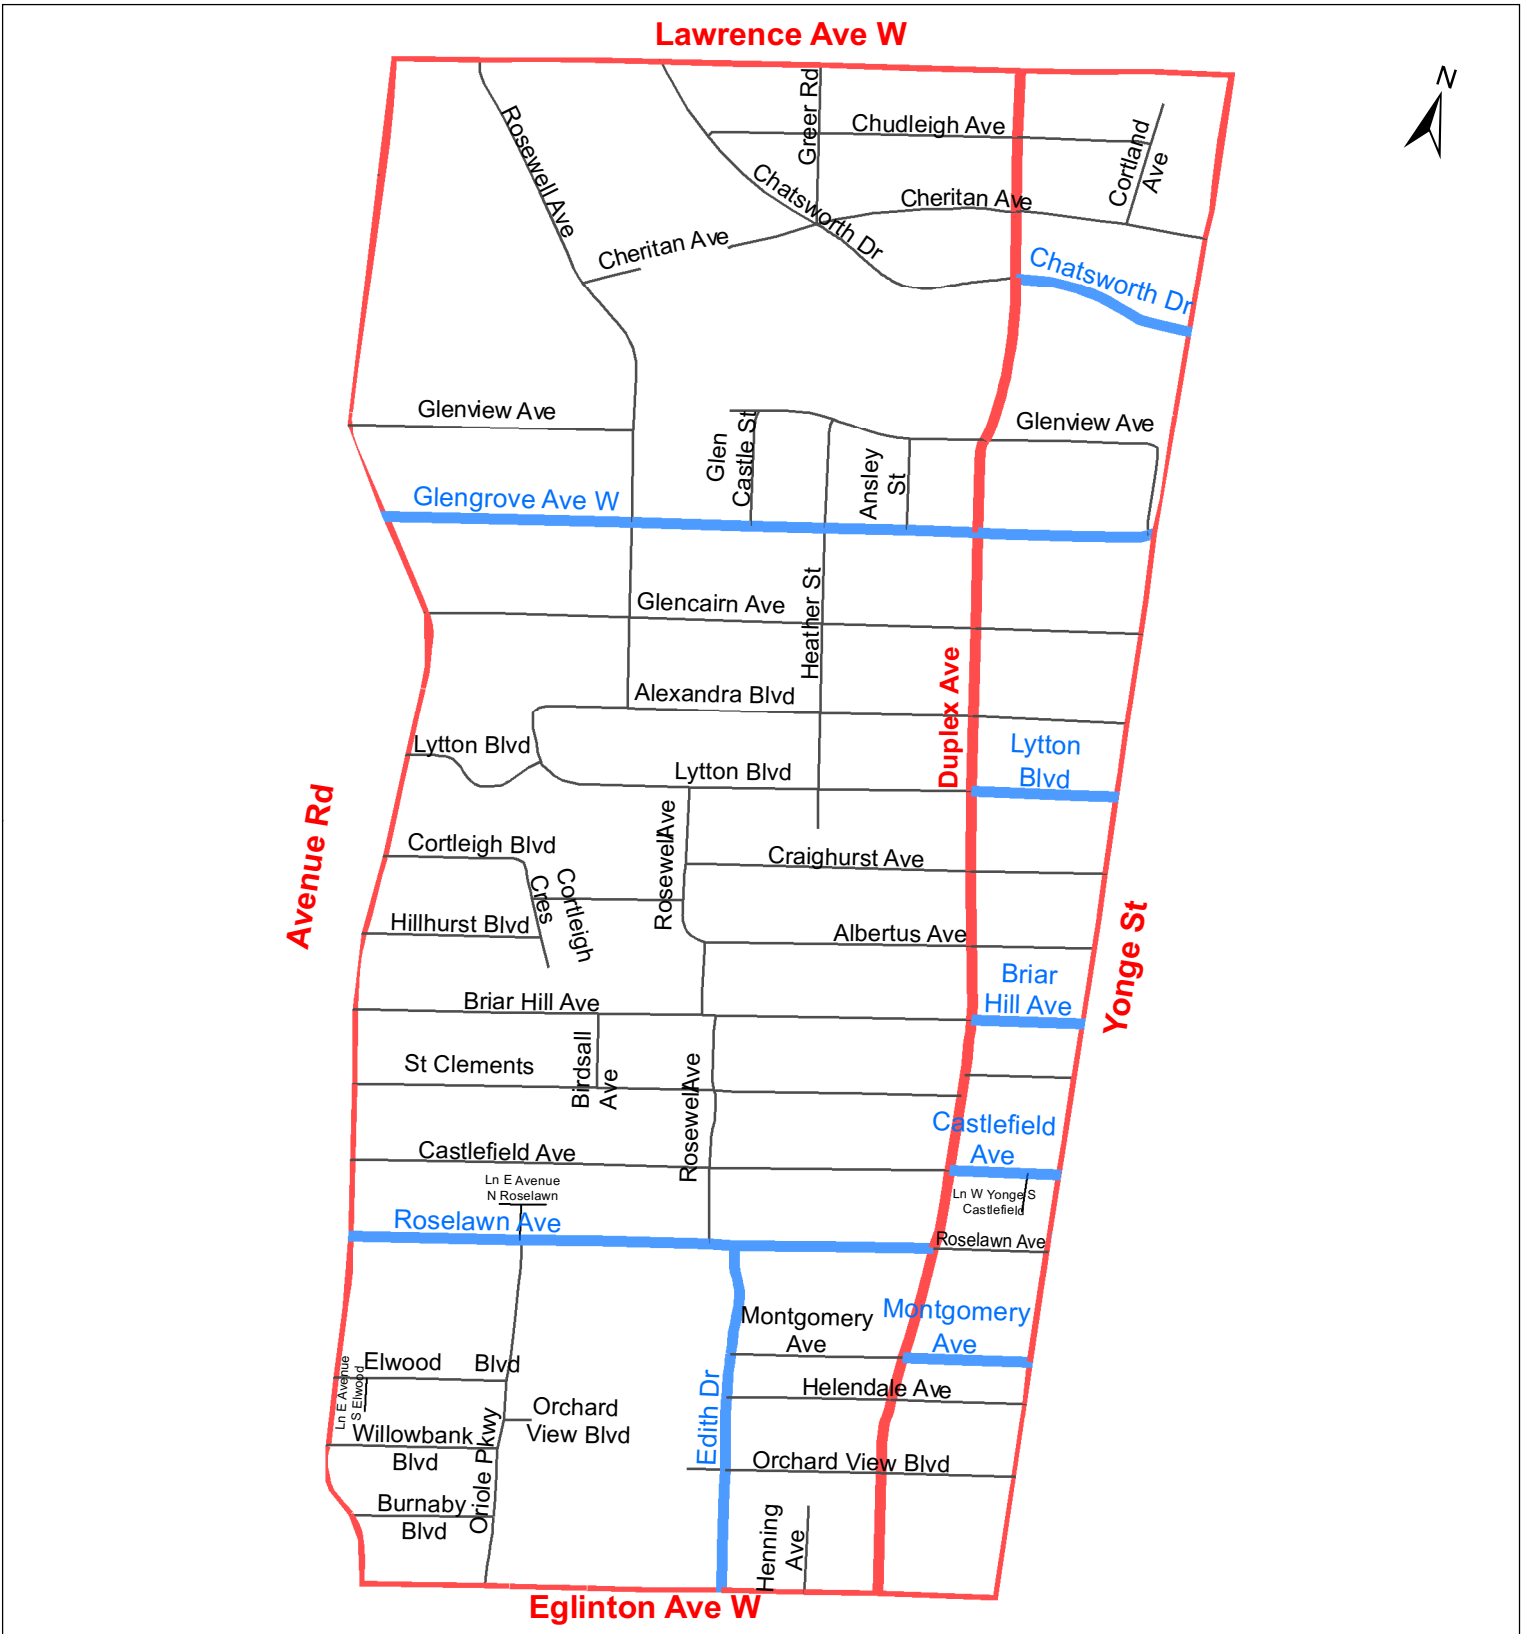 Lawrence Ave W
N
Greer Rd
Chudleigh Ave
Cortland
Ave
Rosewell Ave
Chatsworth Dr
Cheritan Ave
Cheritan Ave
Chatsworth Dr
Glenview Ave
Glenview Ave
Glen
Castle St
Ansley
St
Glengrove Ave W
Heather St
Glencairn Ave
Duplex Ave
Alexandra Blvd
Lytton Blvd
Lytton
Blvd
Lytton Blvd
Avenue Rd
RosewellAve
Cortleigh Blvd
Craighurst Ave
Cortleigh
Cres
Hillhurst Blvd
Albertus Ave
Yonge St
Briar
Hill Ave
Briar Hill Ave
St Clements
Birdsall
Ave
RosewellAve
Castlefield
Ave
Castlefield Ave
Ln E Avenue
N Roselawn
Ln W Yonge S
Castlefield
Roselawn Ave
Roselawn Ave
Montgomery
Ave
Montgomery
Ave
Elwood Blvd
Ln E Avenue
S Elwood
Helendale Ave
Edith Dr
Orchard
View Blvd
Willowbank
Blvd
Oriole Pkwy
Orchard View Blvd
Burnaby
Blvd
Henning
Ave
Eglinton Ave W